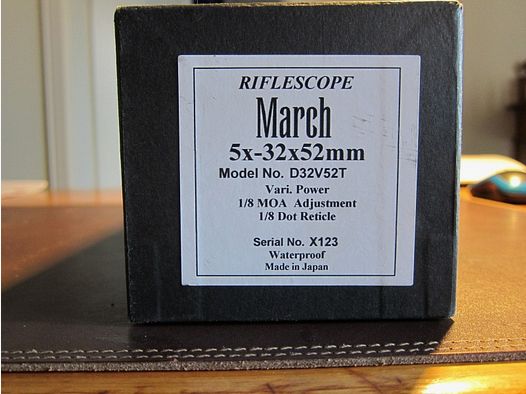 RIFLESCOPE
March
5x-32x52mm
Model No. D32V52T
Vari. Power
1/8 MOA Adjustment
1/8 Dot Reticle
Serial No. X123
Waterproof
Made in Japan